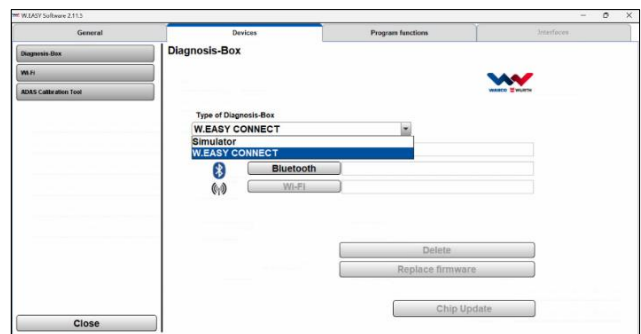 W.EASY Software 2.11.5
General
Devices
Program functions
Interfaces
Diagnosis-Box
Wi-Fi
ADAS Calibration Tool
Diagnosis-Box
WABCO WÜRTH
Type of Diagnosis-Box
W.EASY CONNECT
Simulator
W.EASY CONNECT
Bluetooth
Wi-Fi
Delete
Replace firmware
Chip Update
Close